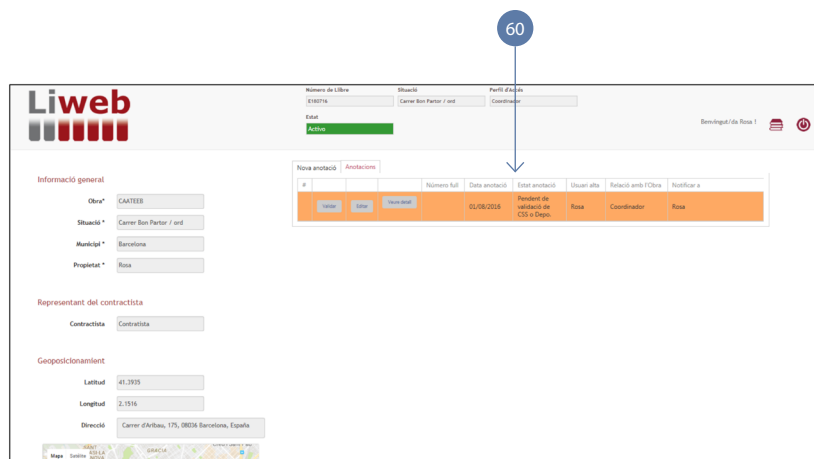 60
Liweb
Número de Llibre
Situació
Perfil d'Accés
E180716
Carrer Bon Partor / ord
Coordinador
Estat
Activo
Benvingut/da Rosa 1
Nova anotació
Anotacions
Informació general
# Número full Data anotació Estat anotació Usuari alta Relació amb l'Obra Notificar a
Validar Editar Veure detall 01/08/2016 Pendent de validació de CSS o Depo. Rosa Coordinador Rosa
Obra* CAATEEB
Situació * Carrer Bon Partor / ord
Municipi * Barcelona
Propietat * Rosa
Representant del contractista
Contractista Contratista
Geoposicionamient
Latitud 41.3935
Longitud 2.1516
Direcció Carrer d'Aribau, 175, 08036 Barcelona, España
Mapa Satélite
GRÀCIA